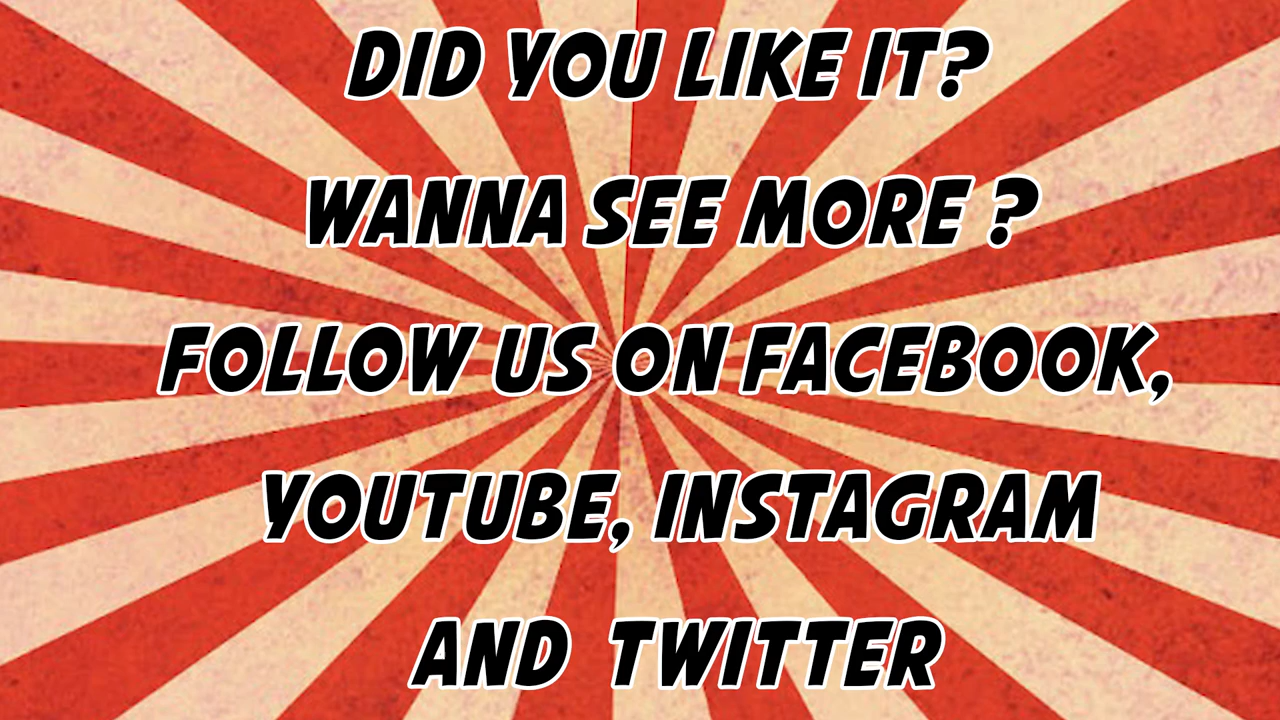 DID YOU LIKE IT?
WANNA SEE MORE ?
FOLLOW US ON FACEBOOK,
YOUTUBE, INSTAGRAM
AND TWITTER